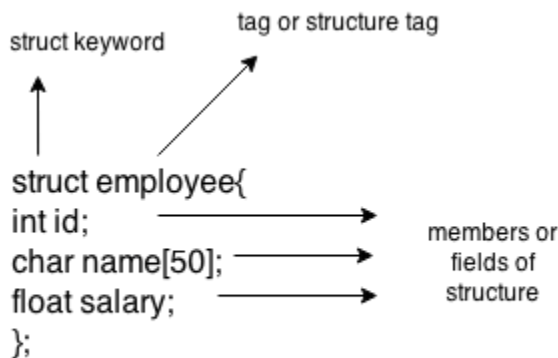 struct keyword
tag or structure tag
struct employee{
int id;
char name[50];
float salary;
};
members or
fields of
structure